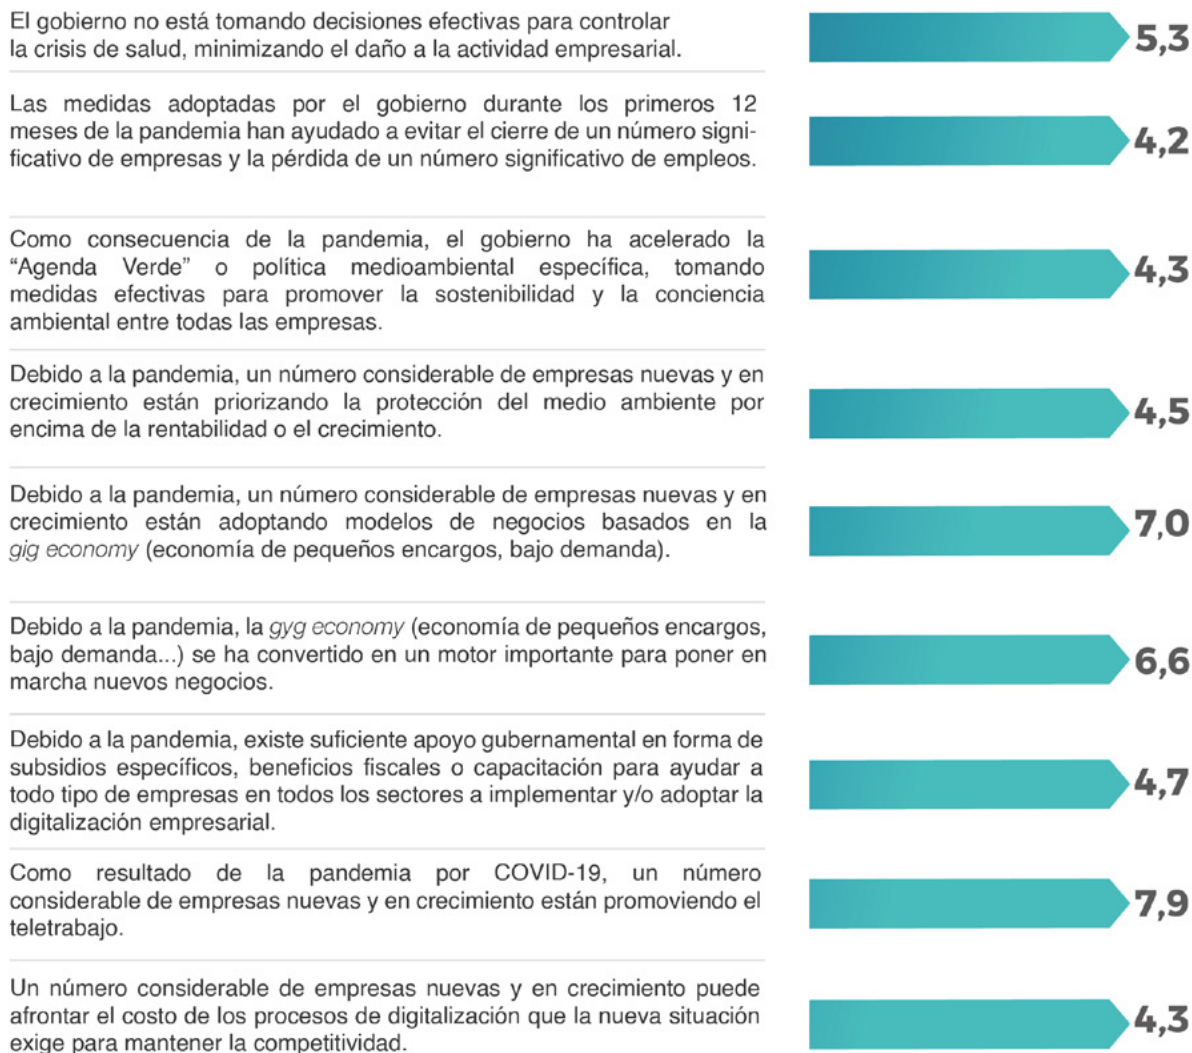 El gobierno no está tomando decisiones efectivas para controlar
la crisis de salud, minimizando el daño a la actividad empresarial.
5,3
Las medidas adoptadas por el gobierno durante los primeros 12
meses de la pandemia han ayudado a evitar el cierre de un número signi-
ficativo de empresas y la pérdida de un número significativo de empleos.
4,2
Como consecuencia de la pandemia, el gobierno ha acelerado la
“Agenda Verde” o política medioambiental específica, tomando
medidas efectivas para promover la sostenibilidad y la conciencia
ambiental entre todas las empresas.
4,3
Debido a la pandemia, un número considerable de empresas nuevas y en
crecimiento están priorizando la protección del medio ambiente por
encima de la rentabilidad o el crecimiento.
4,5
Debido a la pandemia, un número considerable de empresas nuevas y en
crecimiento están adoptando modelos de negocios basados en la
gig economy (economía de pequeños encargos, bajo demanda).
7,0
Debido a la pandemia, la gyg economy (economía de pequeños encargos,
bajo demanda...) se ha convertido en un motor importante para poner en
marcha nuevos negocios.
6,6
Debido a la pandemia, existe suficiente apoyo gubernamental en forma de
subsidios específicos, beneficios fiscales o capacitación para ayudar a
todo tipo de empresas en todos los sectores a implementar y/o adoptar la
digitalización empresarial.
4,7
Como resultado de la pandemia por COVID-19, un número
considerable de empresas nuevas y en crecimiento están promoviendo el
teletrabajo.
7,9
Un número considerable de empresas nuevas y en crecimiento puede
afrontar el costo de los procesos de digitalización que la nueva situación
exige para mantener la competitividad.
4,3